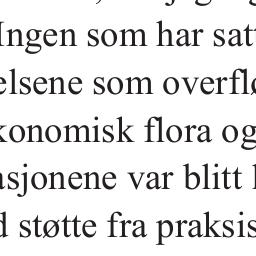 Ingen som har satt
elsene som overflø
konomisk flora og
asjonene var blitt
d støtte fra praksis